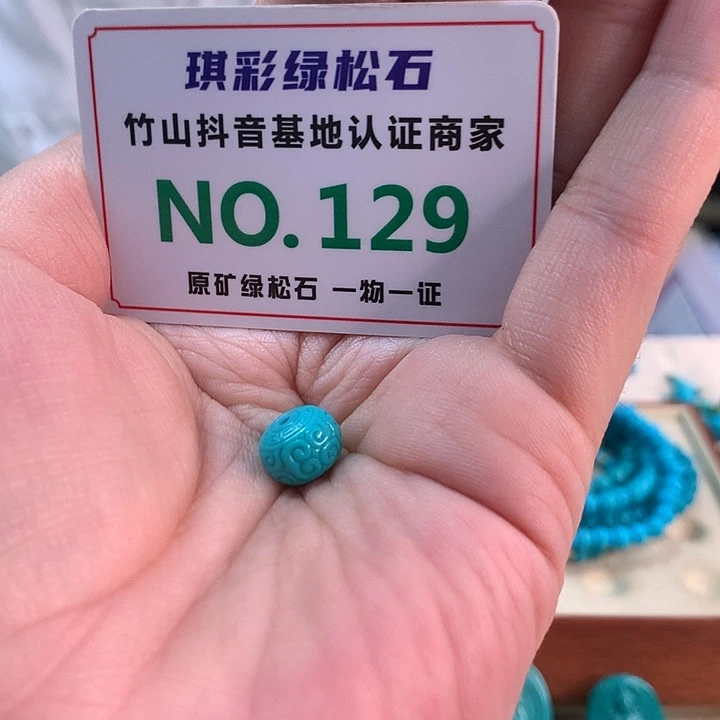 琪彩绿松石
竹山抖音基地认证商家
NO.129
原矿绿松石 一物一证